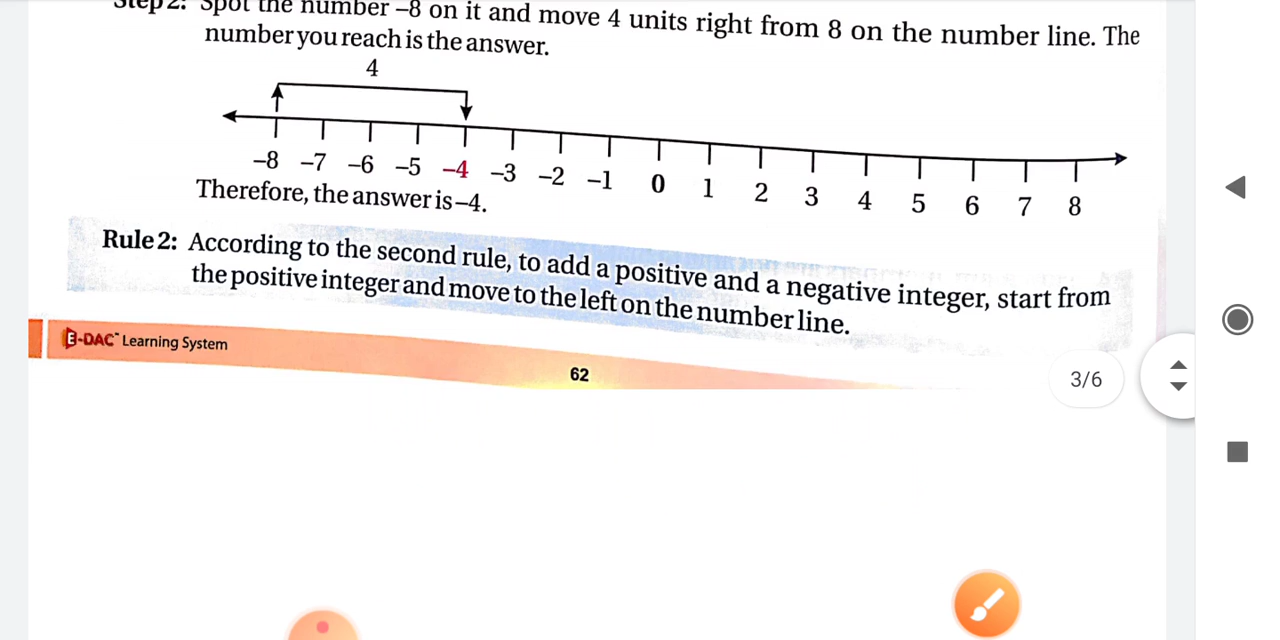 Step 2: Spot the number –8 on it and move 4 units right from 8 on the number line. The
number you reach is the answer.
4
–8 –7 –6 –5 –4 –3 –2 –1 0 1 2 3 4 5 6 7 8
Therefore, the answer is –4.
Rule 2: According to the second rule, to add a positive and a negative integer, start from
the positive integer and move to the left on the number line.
E-DAC™ Learning System
62
3/6